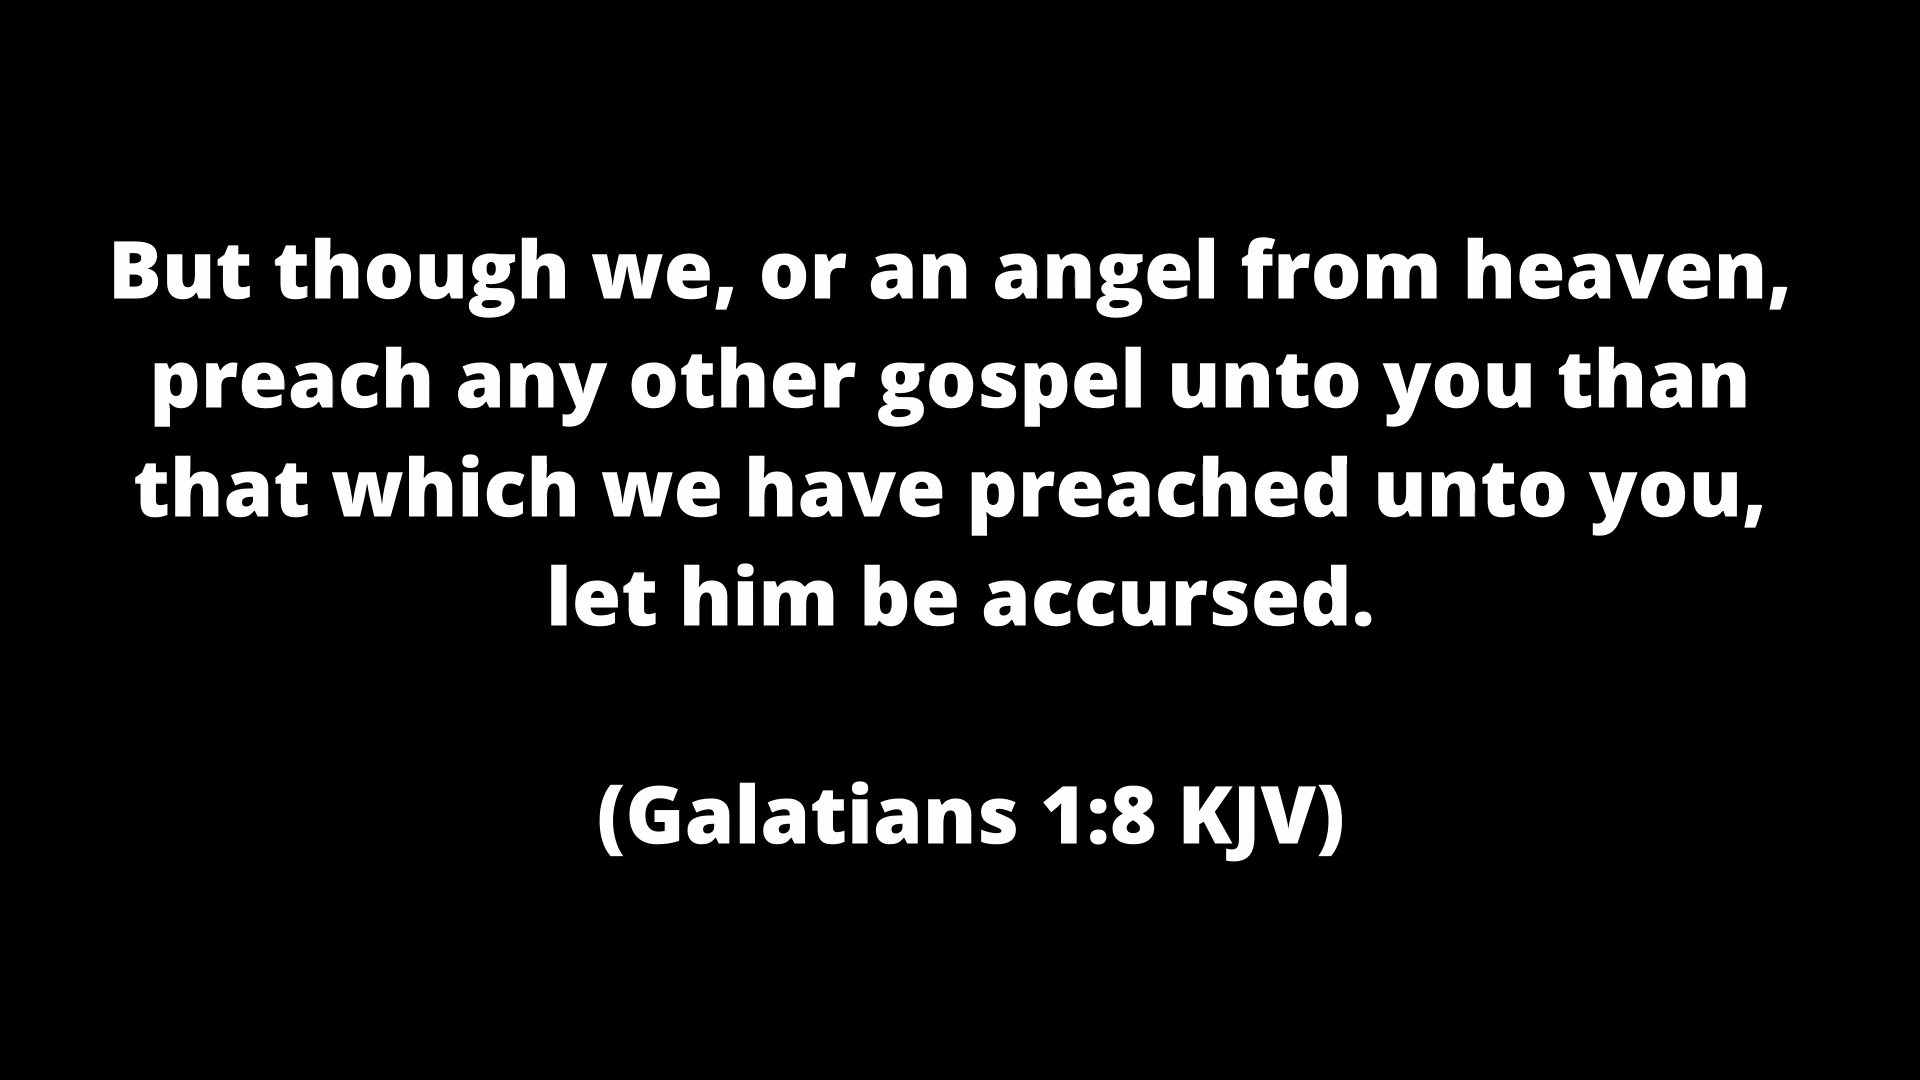 But though we, or an angel from heaven,
preach any other gospel unto you than
that which we have preached unto you,
let him be accursed.
(Galatians 1:8 KJV)